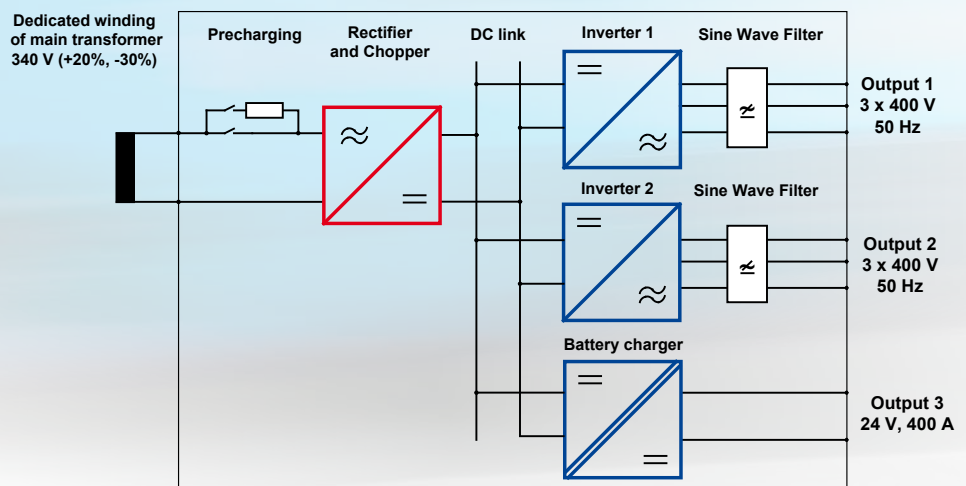 Dedicated winding
of main transformer
340 V (+20%, -30%)
Precharging
Rectifier
and Chopper
DC link
Inverter 1
Sine Wave Filter
Output 1
3 x 400 V
50 Hz
Inverter 2
Sine Wave Filter
Output 2
3 x 400 V
50 Hz
Battery charger
Output 3
24 V, 400 A